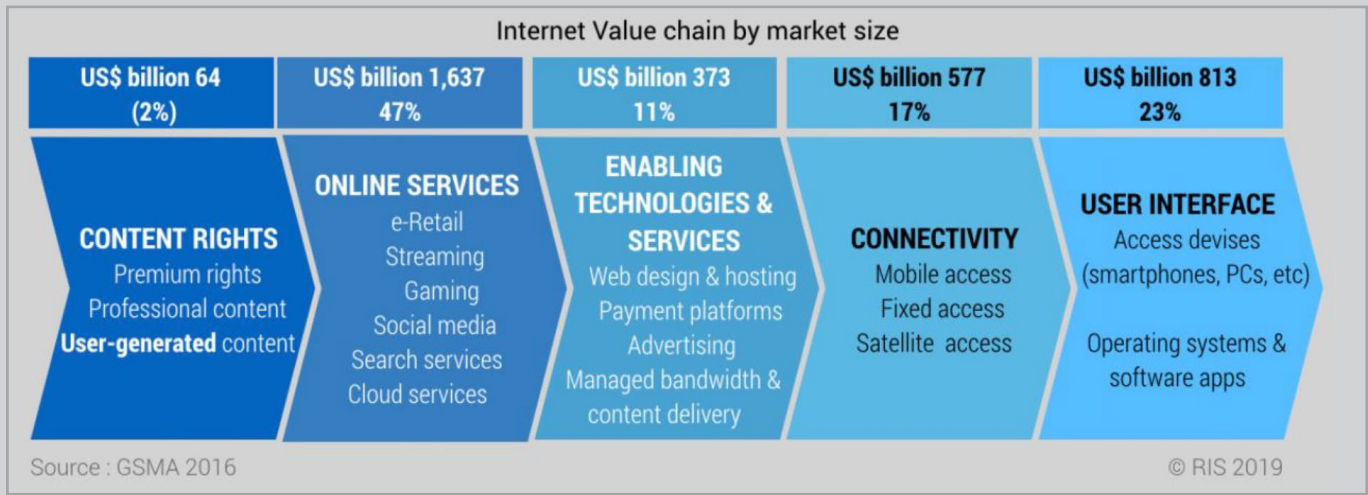 Internet Value chain by market size
US$ billion 64
(2%)
US$ billion 1,637
47%
US$ billion 373
11%
US$ billion 577
17%
US$ billion 813
23%
CONTENT RIGHTS
Premium rights
Professional content
User-generated content
ONLINE SERVICES
e-Retail
Streaming
Gaming
Social media
Search services
Cloud services
ENABLING
TECHNOLOGIES &
SERVICES
Web design & hosting
Payment platforms
Advertising
Managed bandwidth &
content delivery
CONNECTIVITY
Mobile access
Fixed access
Satellite access
USER INTERFACE
Access devises
(smartphones, PCs, etc)
Operating systems &
software apps
Source : GSMA 2016
© RIS 2019